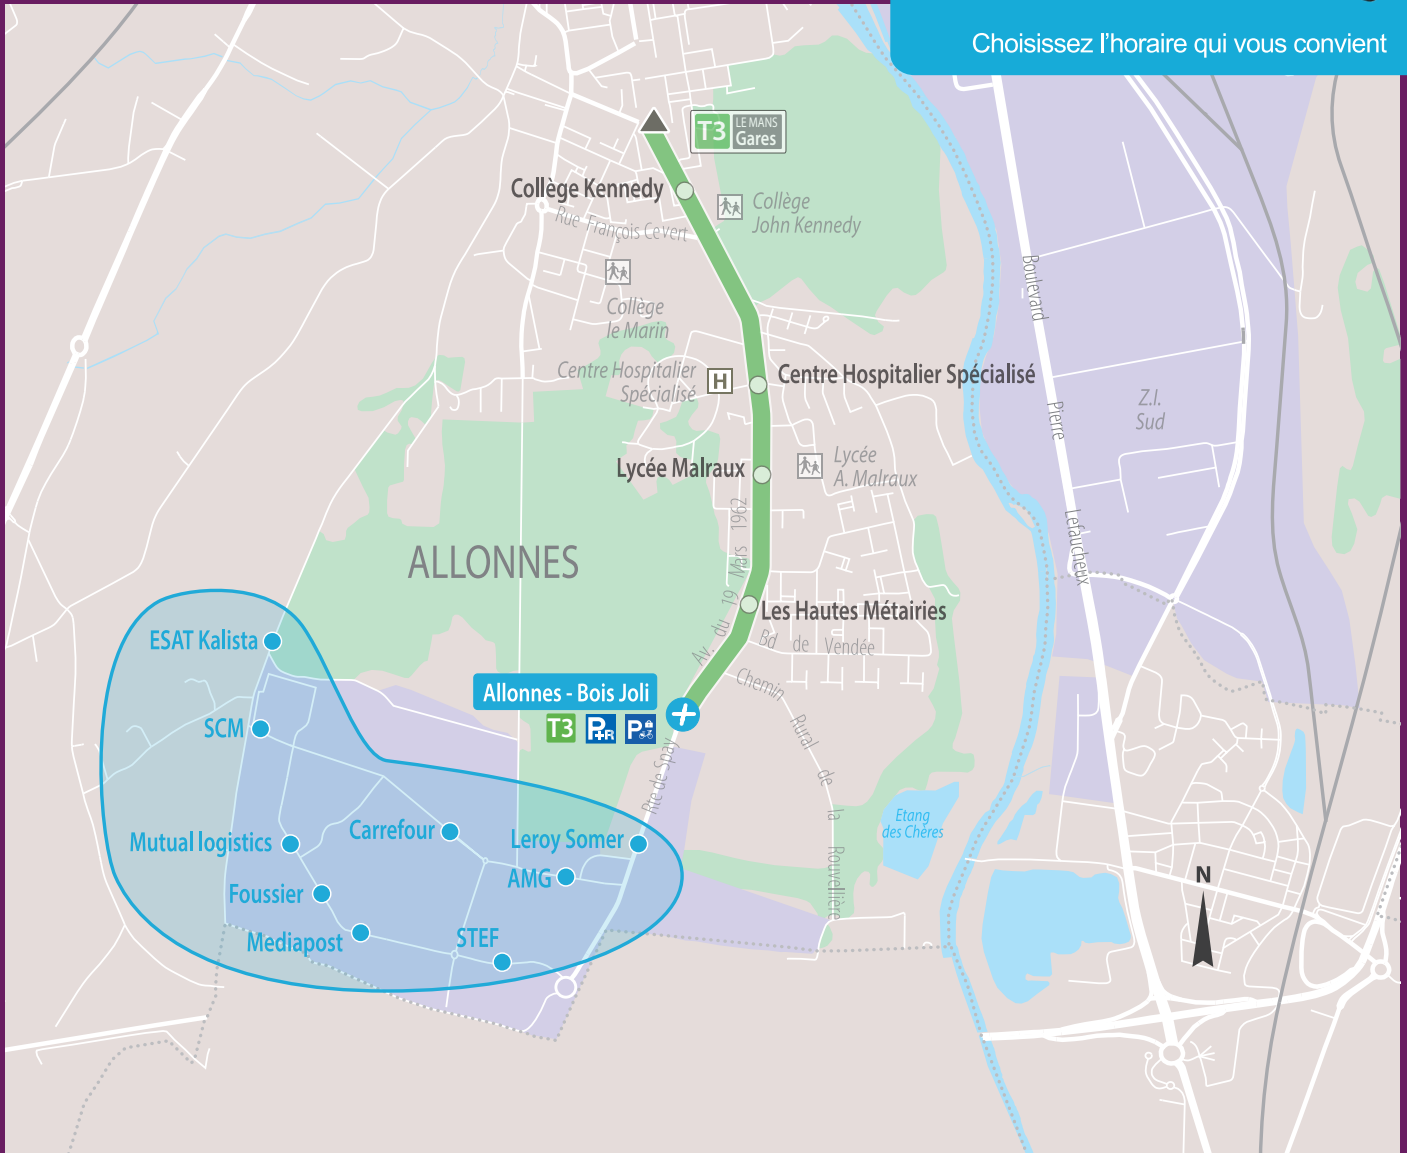 Choisissez l'horaire qui vous convient
T3
LE MANS
Gares
Collège Kennedy
Collège
John Kennedy
Rue François Cevert
Collège
le Marin
Boulevard
Pierre
Lefaucheux
Centre Hospitalier
Spécialisé
H
Centre Hospitalier Spécialisé
Z.I.
Sud
Lycée Malraux
Lycée
A. Malraux
Av. du 19 Mars 1962
ALLONNES
Les Hautes Métairies
Bd de Vendée
ESAT Kalista
Allonnes - Bois Joli
T3
P+R
P
Chemin Rural de la Rouvellière
SCM
Rte de Spay
Mutual logistics
Carrefour
Leroy Somer
Etang
des Chères
AMG
Foussier
Mediapost
STEF
N